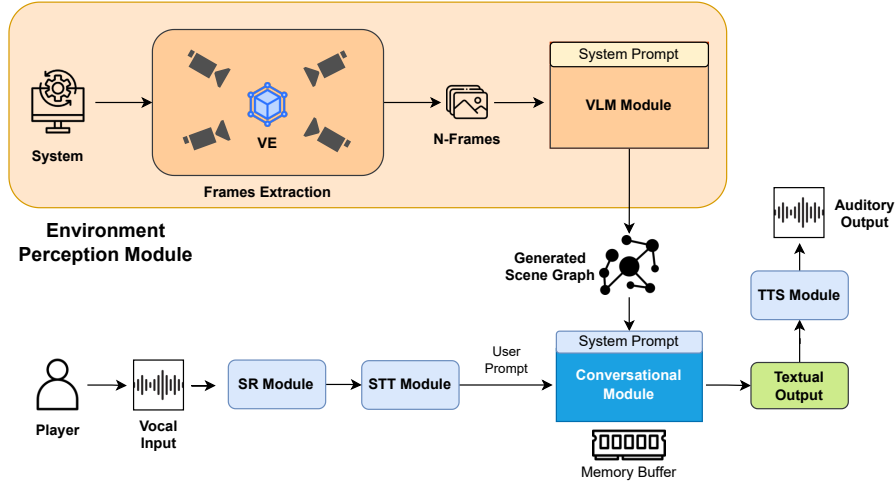 System Prompt
VLM Module
System
VE
N-Frames
Frames Extraction
Environment
Perception Module
Generated
Scene Graph
Auditory
Output
TTS Module
System Prompt
Conversational
Module
User
Prompt
SR Module
STT Module
Textual
Output
Player
Vocal
Input
Memory Buffer